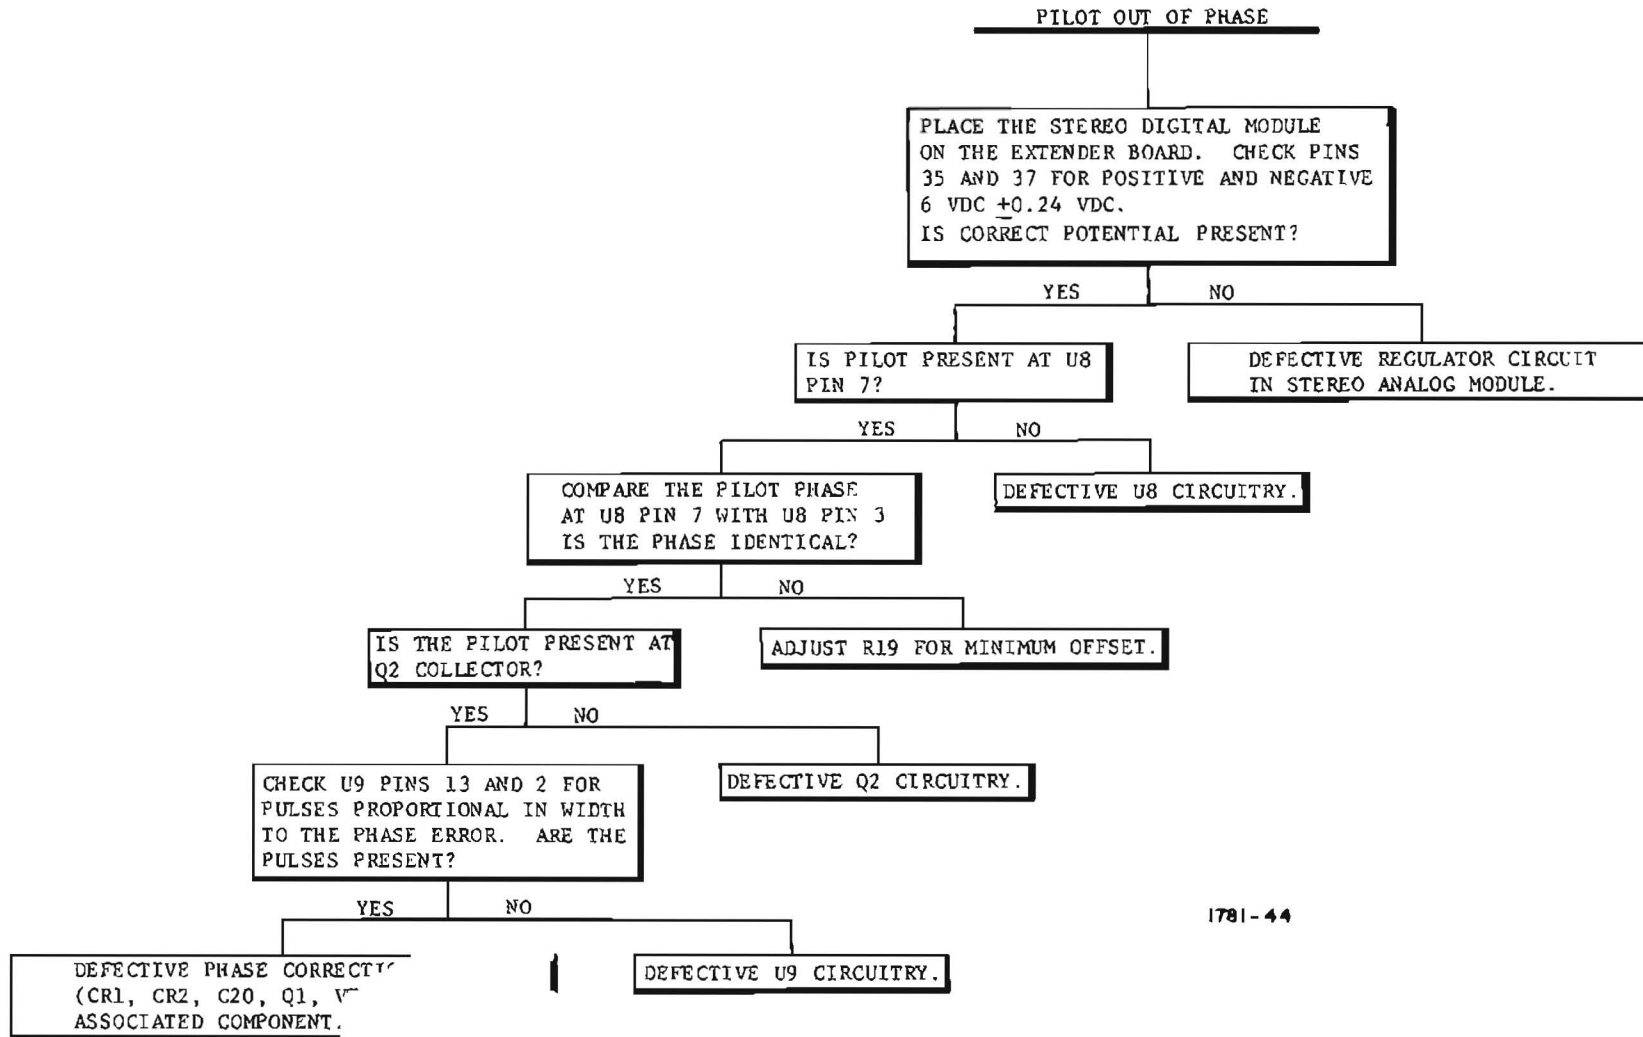 PILOT OUT OF PHASE
PLACE THE STEREO DIGITAL MODULE
ON THE EXTENDER BOARD. CHECK PINS
35 AND 37 FOR POSITIVE AND NEGATIVE
6 VDC ±0.24 VDC.
IS CORRECT POTENTIAL PRESENT?
YES NO
IS PILOT PRESENT AT U8
PIN 7?
DEFECTIVE REGULATOR CIRCUIT
IN STEREO ANALOG MODULE.
YES NO
COMPARE THE PILOT PHASE
AT U8 PIN 7 WITH U8 PIN 3
IS THE PHASE IDENTICAL?
DEFECTIVE U8 CIRCUITRY.
YES NO
IS THE PILOT PRESENT AT
Q2 COLLECTOR?
ADJUST R19 FOR MINIMUM OFFSET.
YES NO
CHECK U9 PINS 13 AND 2 FOR
PULSES PROPORTIONAL IN WIDTH
TO THE PHASE ERROR. ARE THE
PULSES PRESENT?
DEFECTIVE Q2 CIRCUITRY.
YES NO
1781-44
DEFECTIVE PHASE
(CR1, CR2, C20, Q1,
ASSOCIATED COMPONENT
DEFECTIVE U9 CIRCUITRY.